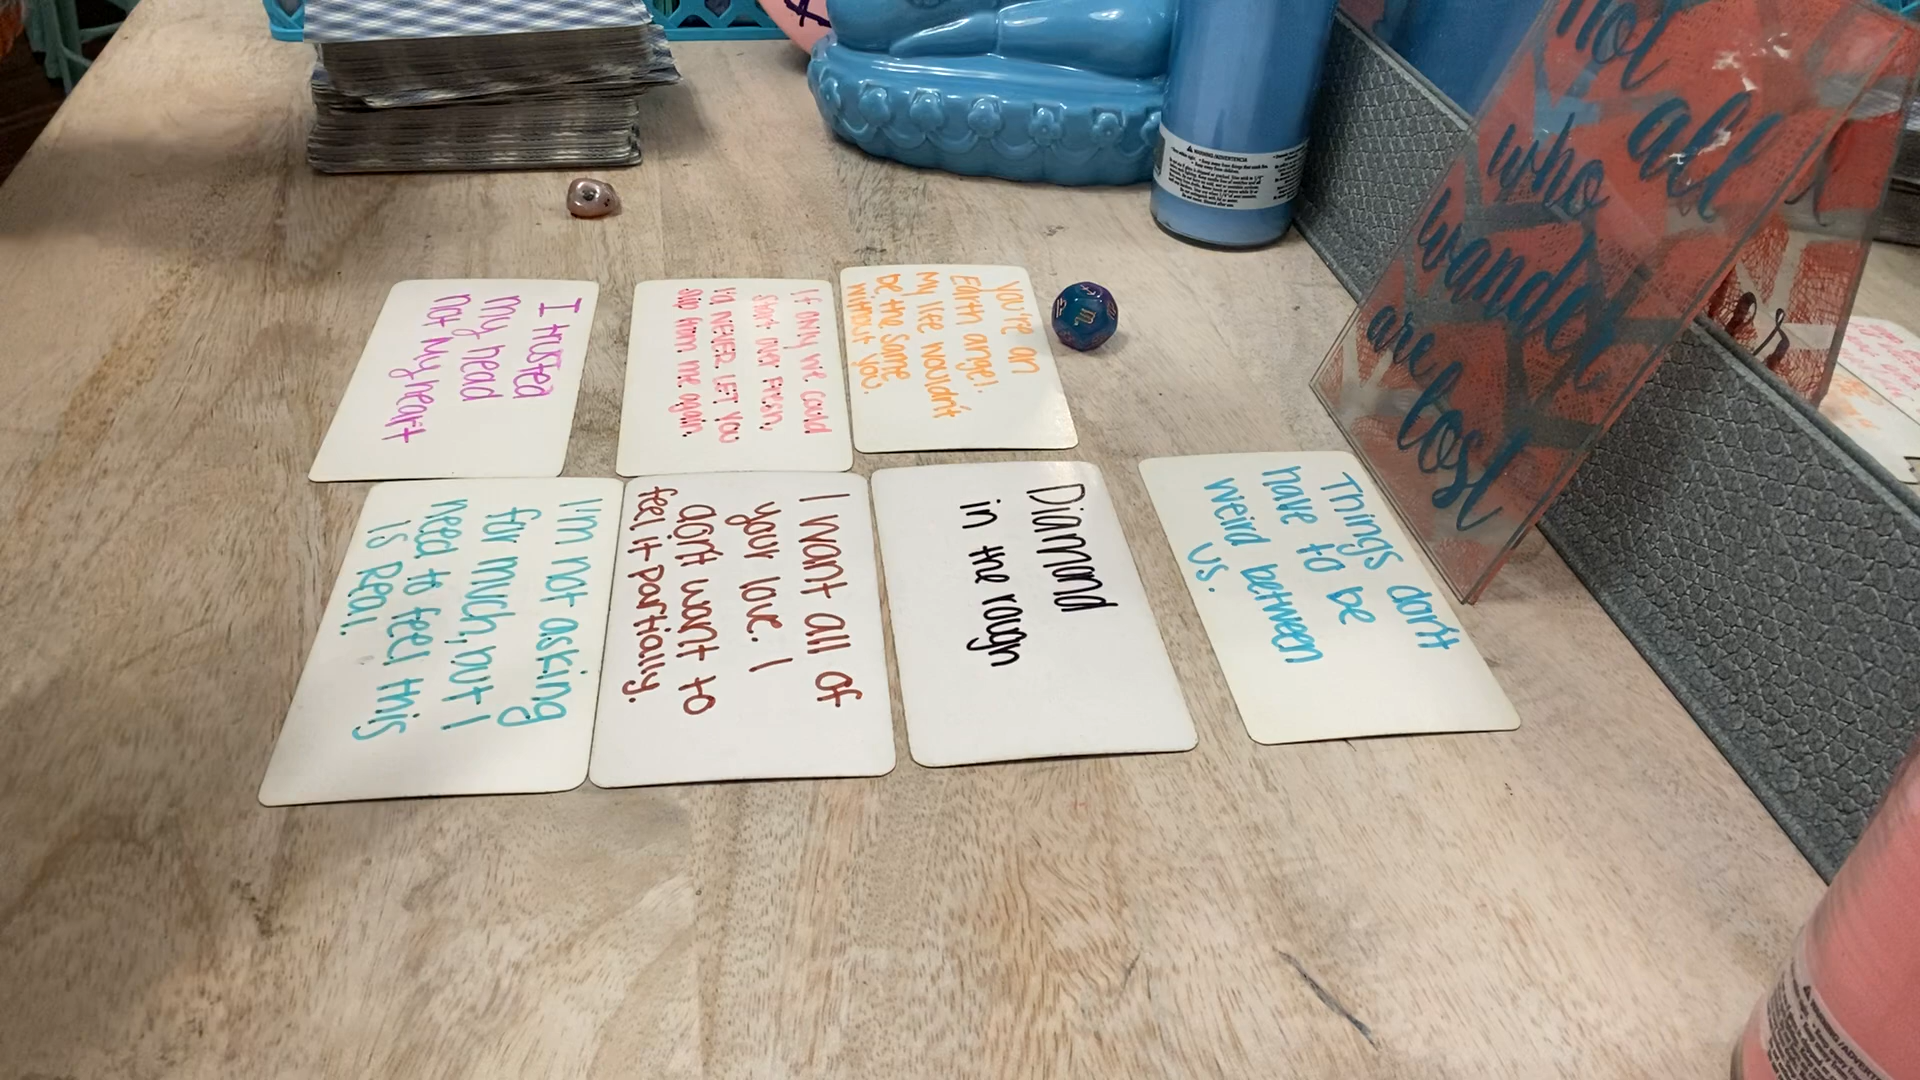 I trusted
my head
not my heart
If only we could
start over Fresh.
I'd NEVER LET YOU
slip from me again.
You're an
Earth angel.
My life wouldn't
be the same
without you.
I'm not asking
for much, but I
need to feel this
is Real.
I want all of
your love. I
don't want to
feel it partially.
Diamond
in the rough
Things don't
have to be
weird between
us.
not
all
who
wander
are lost
WARNING/ADVERTENCIA